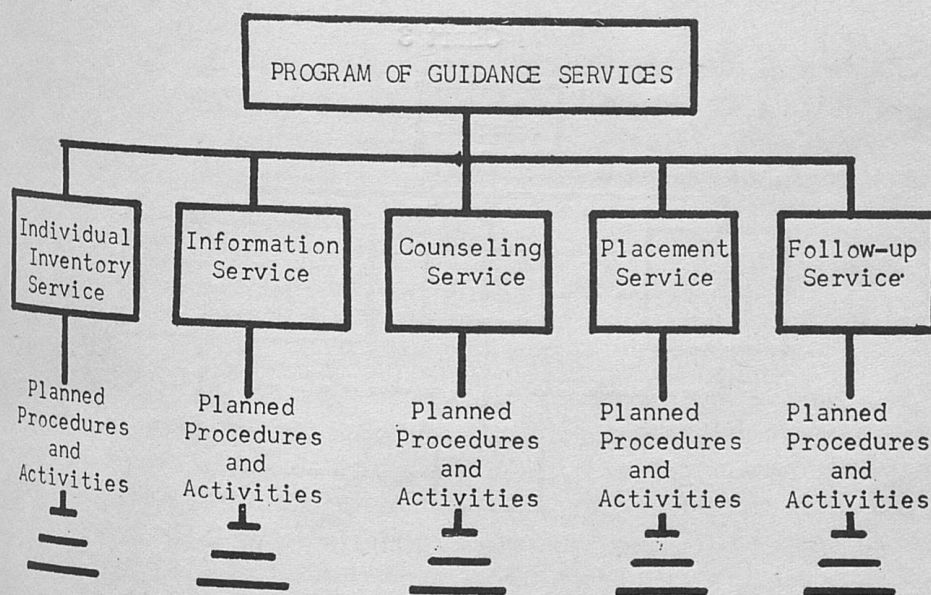 PROGRAM OF GUIDANCE SERVICES
Individual
Inventory
Service
Information
Service
Counseling
Service
Placement
Service
Follow-up
Service
Planned
Procedures
and
Activities
Planned
Procedures
and
Activities
Planned
Procedures
and
Activities
Planned
Procedures
and
Activities
Planned
Procedures
and
Activities